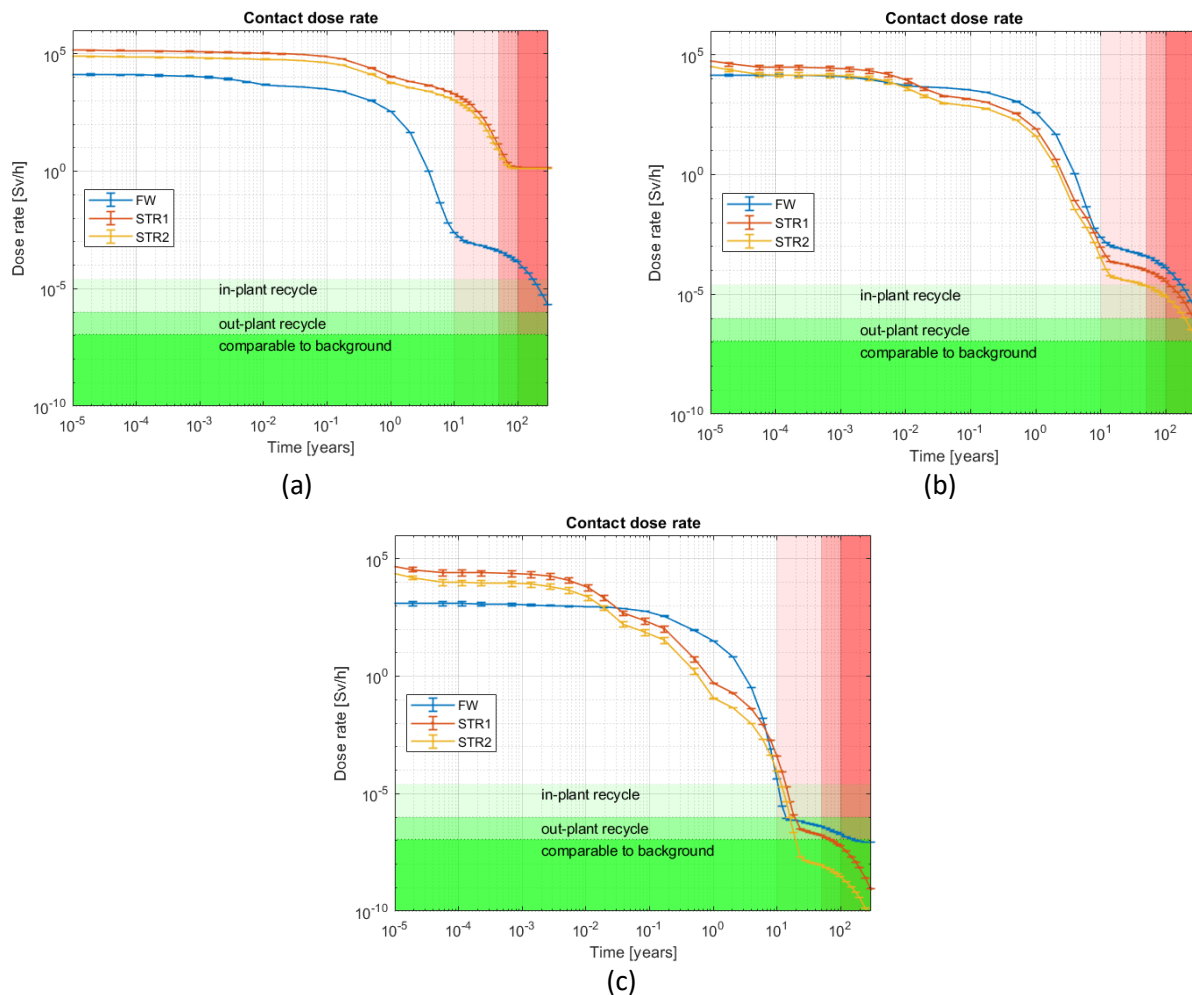 Contact dose rate
Dose rate [Sv/h]
10^5
10^0
10^-5
10^-10
FW
STR1
STR2
in-plant recycle
out-plant recycle
comparable to background
10^-5 10^-4 10^-3 10^-2 10^-1 10^0 10^1 10^2
Time [years]
(a)
Contact dose rate
Dose rate [Sv/h]
10^5
10^0
10^-5
10^-10
FW
STR1
STR2
in-plant recycle
out-plant recycle
comparable to background
10^-5 10^-4 10^-3 10^-2 10^-1 10^0 10^1 10^2
Time [years]
(b)
Contact dose rate
Dose rate [Sv/h]
10^5
10^0
10^-5
10^-10
FW
STR1
STR2
in-plant recycle
out-plant recycle
comparable to background
10^-5 10^-4 10^-3 10^-2 10^-1 10^0 10^1 10^2
Time [years]
(c)